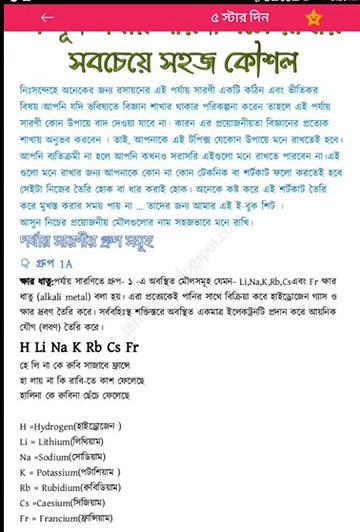 ৫ স্টার দিন
সবচেয়ে সহজ কৌশল
নিঃসন্দেহে অনেকের জন্য রসায়নের এই পর্যায় সারণী একটি কঠিন এবং ভীতিকর
বিষয় আপনি যদি ভবিষ্যতে বিজ্ঞান শাখার থাকার পরিকল্পনা করেন তাহলে এই পর্যায়
সারণী কোন উপায়ে বাদ দেওয়া যাবে না। কারন এর প্রয়োজনীয়তা বিজ্ঞানের প্রত্যেক
শাখায় অনুভব করবেন । তাই, আপনাকে এই টপিক্স যেকোন উপায়ে মনে রাখতেই হবে।
আপনি ব্যতিক্রমী না হলে আপনি কখনও সরাসরি এইগুলো মনে রাখতে পারবেন না।এই
গুলো মনে রাখার জন্য আপনাকে কোন না কোন টেকনিক বা শর্টকাট ফলো করতেই হবে
সেইটা নিজের তৈরি হোক বা ধার করাই হোক। অনেকে কষ্ট করে এই শর্টকাট তৈরি
করে মুখস্ত করার সময় পায় না ... তাদের জন্য আমার এই ই-বুক শিট ।
আসুন নিচের প্রয়োজনীয় মৌলগুলোর নাম সহজভাবে মনে রাখি।
পর্যায় সারণীর গ্রুপ সমূহ
গ্রুপ 1A
ক্ষার ধাতু:পর্যায় সারণিতে গ্রুপ- ১ -এ অবস্থিত মৌলসমূহ যেমন- Li,Na,K,Rb,Csএবং Fr ক্ষার
ধাতু (alkali metal) বলা হয়। এরা প্রত্যেকেই পানির সাথে বিক্রিয়া করে হাইড্রোজেন গ্যাস ও
ক্ষার দ্রবণ তৈরি করে। সর্ববহিঃস্থ শক্তিস্তরে অবস্থিত একমাত্র ইলেকট্রনটি প্রদান করে আয়নিক
যৌগ (লবণ) তৈরি করে।
H Li Na K Rb Cs Fr
হে লি না কে রুবি সাজাবে ফ্রান্সে
হা লায় না কি রাবি-তে কাশ ফেলেছে
হালিনা কে রুবিনা ছেঁচে ফেলেছে
H =Hydrogen(হাইড্রোজেন )
Li = Lithium(লিথিয়াম)
Na =Sodium(সোডিয়াম)
K = Potassium(পটাশিয়াম )
Rb = Rubidium(রুবিডিয়াম)
Cs =Caesium(সিজিয়াম)
Fr = Francium(ফ্রান্সিয়াম)